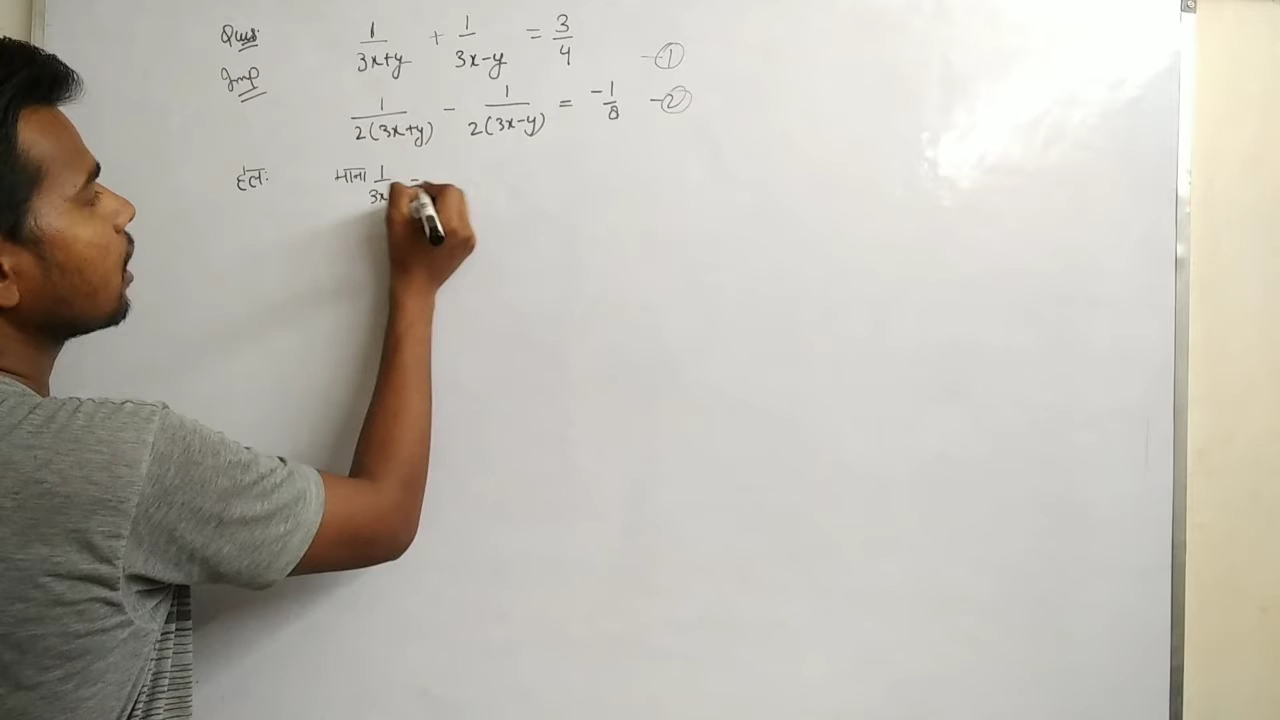 Ques: 1/(3x+y) + 1/(3x-y) = 3/4 -①
Imp
1/(2(3x+y)) - 1/(2(3x-y)) = -1/8 -②
हल: माना 1/3x =